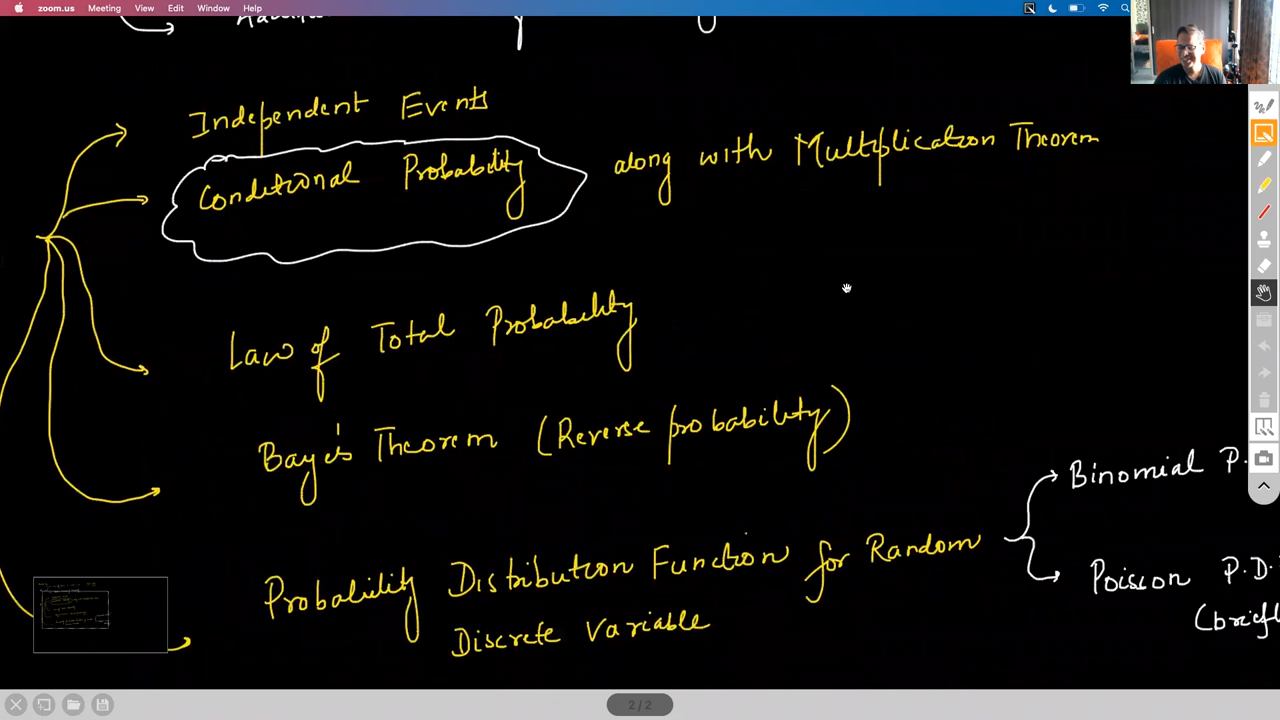 zoom.us Meeting View Edit Window Help
Independent Events
Conditional Probability along with Multiplication Theorem
Law of Total Probability
Baye's Theorem (Reverse probability)
Binomial P.
Probability Distribution Function for Random
Poisson P.D.
Discrete Variable
(briefl
2 / 2